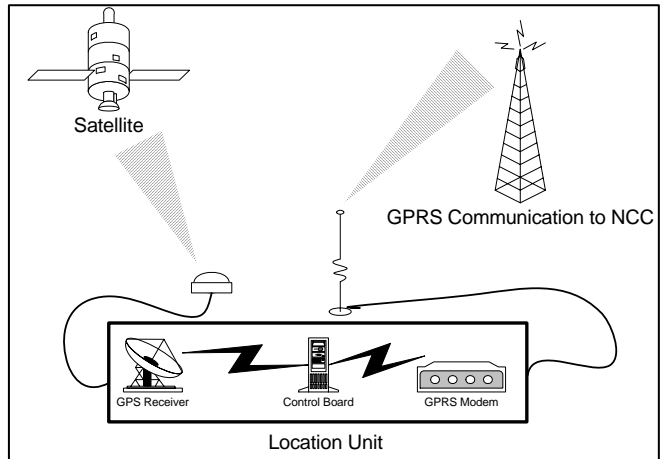 Satellite
GPRS Communication to NCC
GPS Receiver
Control Board
GPRS Modem
Location Unit